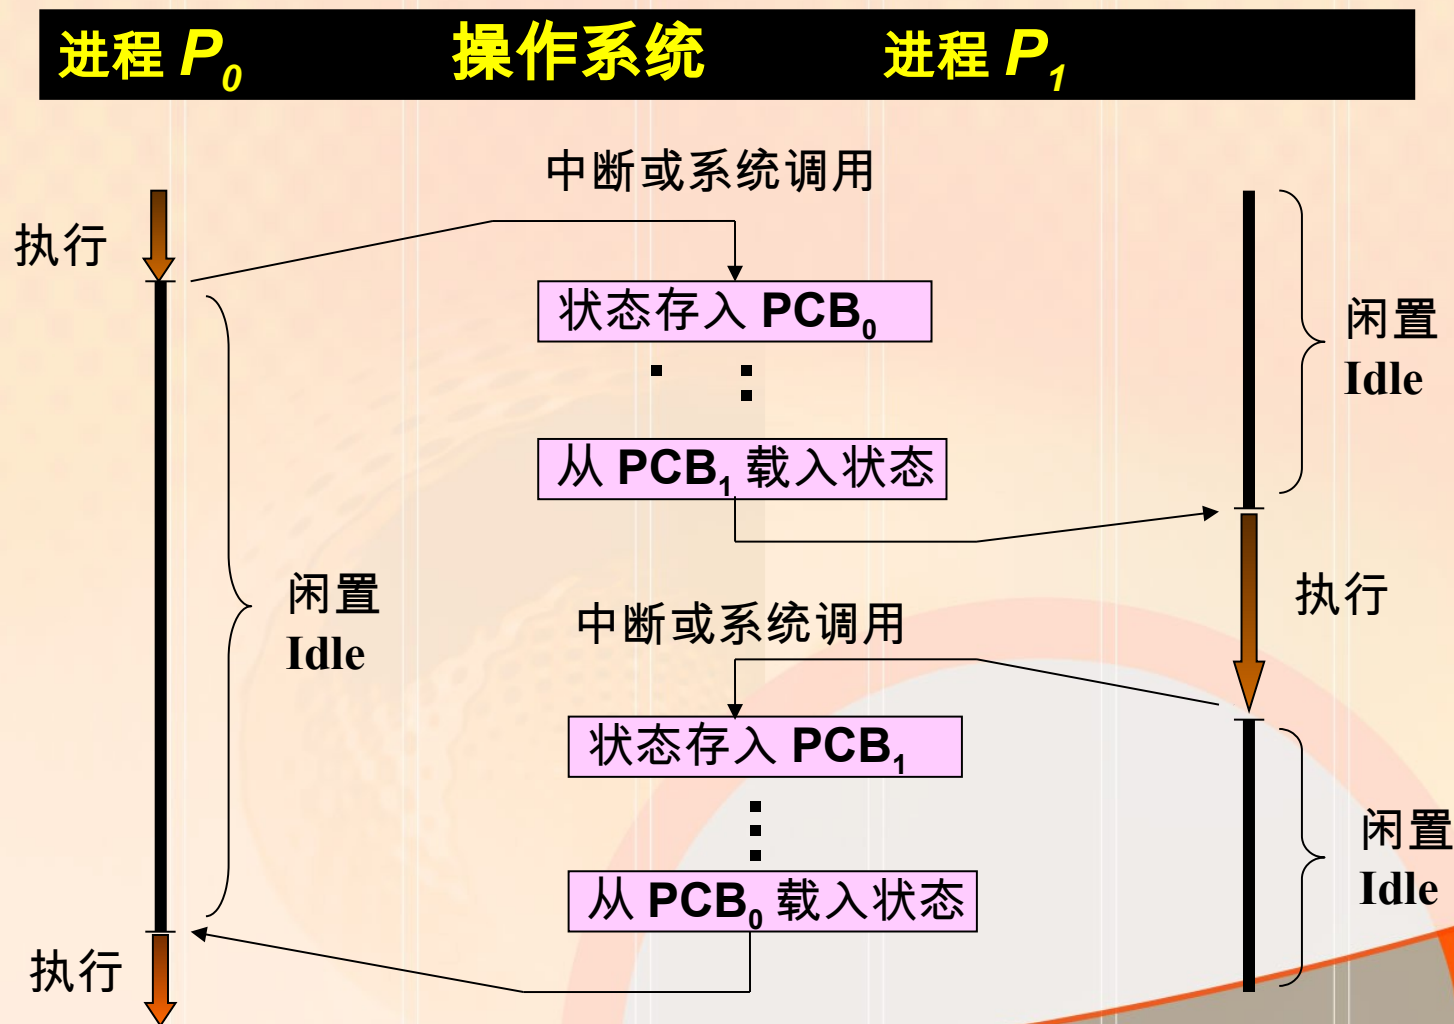 进程 P0 操作系统 进程 P1
中断或系统调用
执行
状态存入 PCB0
闲置
Idle
从 PCB1 载入状态
闲置
Idle
执行
中断或系统调用
状态存入 PCB1
闲置
Idle
从 PCB0 载入状态
执行